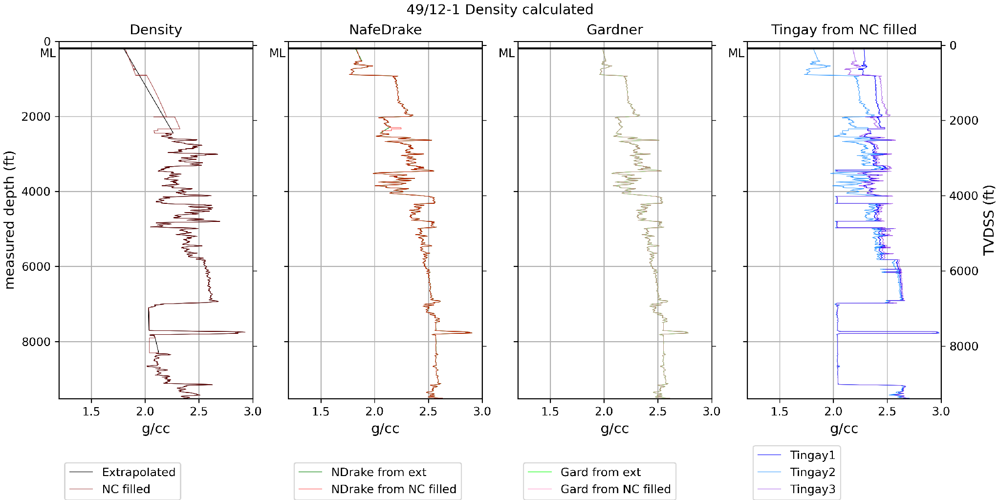 49/12-1 Density calculated
Density
NafeDrake
Gardner
Tingay from NC filled
0
2000
4000
6000
8000
ML
ML
ML
ML
measured depth (ft)
0
2000
4000
6000
8000
TVDSS (ft)
1.5 2.0 2.5 3.0
1.5 2.0 2.5 3.0
1.5 2.0 2.5 3.0
1.5 2.0 2.5 3.0
g/cc
g/cc
g/cc
g/cc
Extrapolated
NC filled
NDrake from ext
NDrake from NC filled
Gard from ext
Gard from NC filled
Tingay1
Tingay2
Tingay3